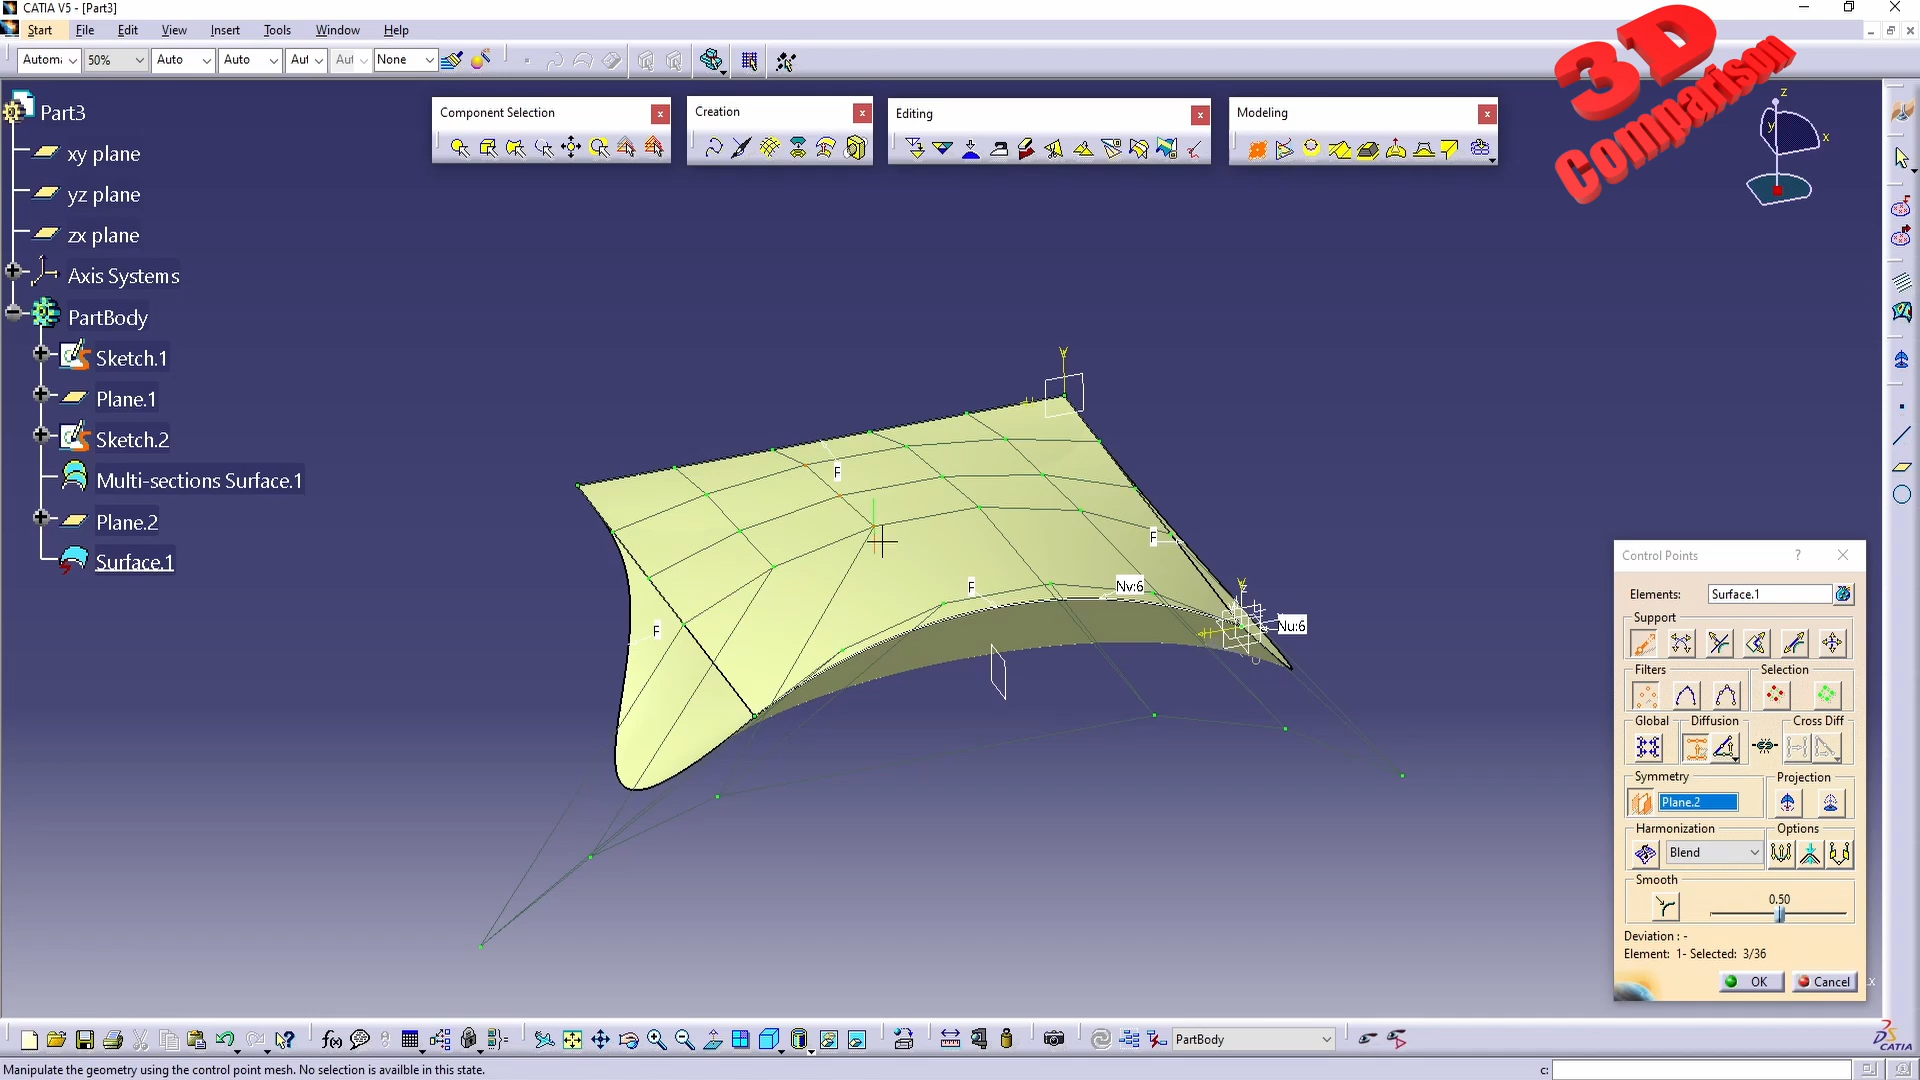 CATIA V5 - [Part3]
Start File Edit View Insert Tools Window Help
Autom 50% Auto Auto Aut Aut None
3D
Comparison
Part3
xy plane
yz plane
zx plane
Axis Systems
PartBody
Sketch.1
Plane.1
Sketch.2
Multi-sections Surface.1
Plane.2
Surface.1
Component Selection
Creation
Editing
Modeling
z
y
x
F
F
F
Nv:6
F
Nu:6
Control Points ?
Elements: Surface.1
Support
Filters Selection
Global Diffusion Cross Diff
Symmetry Projection
Plane.2
Harmonization Options
Blend
Smooth
0.50
Deviation : -
Element: 1- Selected: 3/36
OK Cancel
PartBody
CATIA
Manipulate the geometry using the control point mesh. No selection is availble in this state.
c: